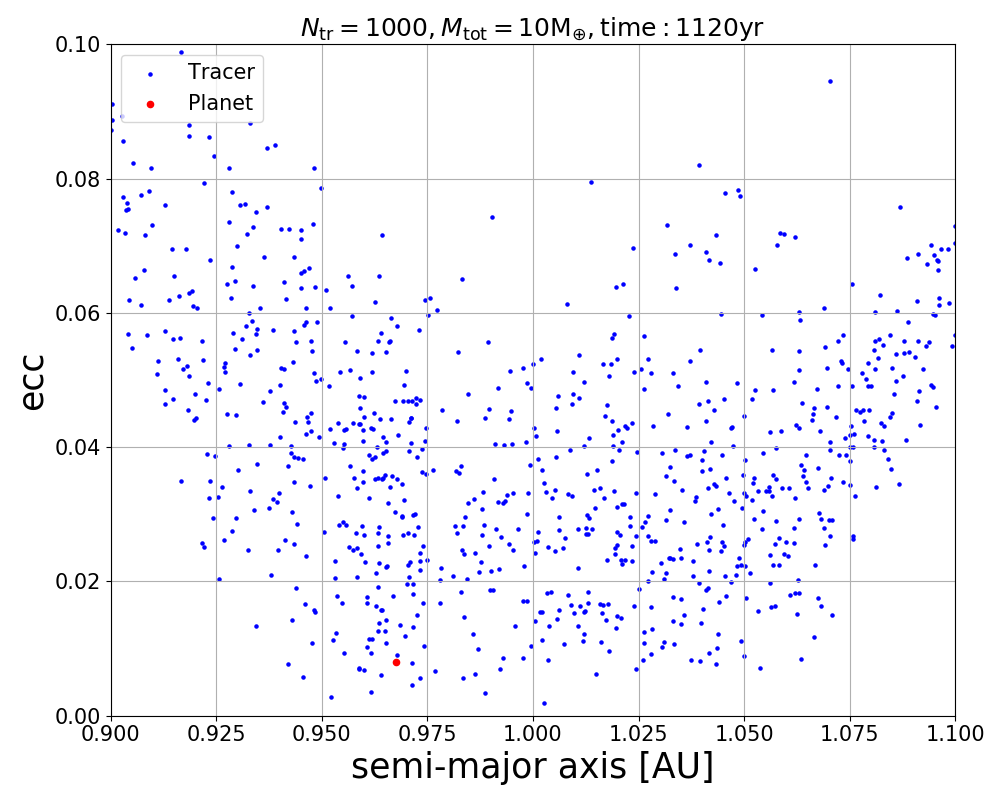 N_tr = 1000, M_tot = 10M_⊕, time : 1120yr
0.10
Tracer
Planet
0.08
0.06
ecc
0.04
0.02
0.00
0.900 0.925 0.950 0.975 1.000 1.025 1.050 1.075 1.100
semi-major axis [AU]